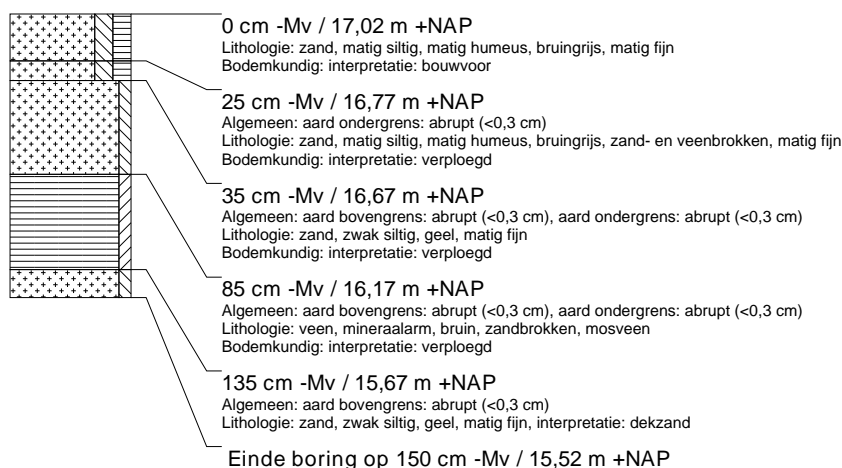 0 cm -Mv / 17,02 m +NAP
Lithologie: zand, matig siltig, matig humeus, bruingrijs, matig fijn
Bodemkundig: interpretatie: bouwvoor
25 cm -Mv / 16,77 m +NAP
Algemeen: aard ondergrens: abrupt (<0,3 cm)
Lithologie: zand, matig siltig, matig humeus, bruingrijs, zand- en veenbrokken, matig fijn
Bodemkundig: interpretatie: verploegd
35 cm -Mv / 16,67 m +NAP
Algemeen: aard bovengrens: abrupt (<0,3 cm), aard ondergrens: abrupt (<0,3 cm)
Lithologie: zand, zwak siltig, geel, matig fijn
Bodemkundig: interpretatie: verploegd
85 cm -Mv / 16,17 m +NAP
Algemeen: aard bovengrens: abrupt (<0,3 cm), aard ondergrens: abrupt (<0,3 cm)
Lithologie: veen, mineraalarm, bruin, zandbrokken, mosveen
Bodemkundig: interpretatie: verploegd
135 cm -Mv / 15,67 m +NAP
Algemeen: aard bovengrens: abrupt (<0,3 cm)
Lithologie: zand, zwak siltig, geel, matig fijn, interpretatie: dekzand
Einde boring op 150 cm -Mv / 15,52 m +NAP